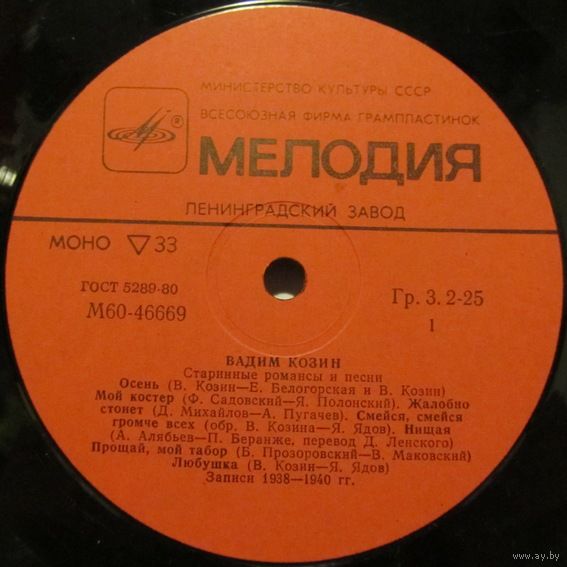 МИНИСТЕРСТВО КУЛЬТУРЫ СССР
ВСЕСОЮЗНАЯ ФИРМА ГРАМПЛАСТИНОК
®
МЕЛОДИЯ
ЛЕНИНГРАДСКИЙ ЗАВОД
МОНО ▽ 33
ГОСТ 5289-80
М60-46669
Гр. 3. 2-25
1
ВАДИМ КОЗИН
Старинные романсы и песни
Осень (В. Козин—Е. Белогорская и В. Козин)
Мой костер (Ф. Садовский—Я. Полонский). Жалобно
стонет (Д. Михайлов—А. Пугачев). Смейся, смейся
громче всех (обр. В. Козина—Я. Ядов). Нищая
(А. Алябьев—П. Беранже, перевод Д. Ленского)
Прощай, мой табор (Б. Прозоровский—В. Маковский)
Любушка (В. Козин—Я. Ядов)
Записи 1938—1940 гг.
www.ay.by